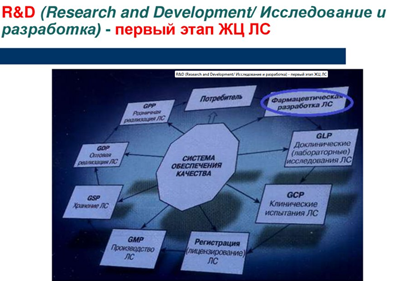 R&D (Research and Development/ Исследование и
разработка) - первый этап ЖЦ ЛС
R&D (Research and Development/ Исследование и разработка) - первый этап ЖЦ ЛС
Потребитель
Фармацевтическая
разработка ЛС
GPP
Розничная
реализация ЛС
GLP
Доклинические
(лабораторные)
исследования ЛС
GDP
Оптовая
реализация ЛС
СИСТЕМА
ОБЕСПЕЧЕНИЯ
КАЧЕСТВА
GSP
Хранение ЛС
GCP
Клинические
испытания ЛС
GMP
Производство
ЛС
Регистрация
(лицензирование)
ЛС